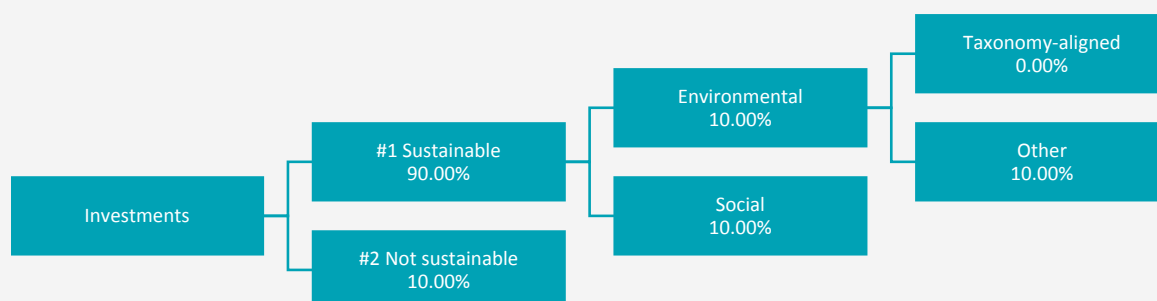 Investments
#1 Sustainable
90.00%
#2 Not sustainable
10.00%
Environmental
10.00%
Social
10.00%
Taxonomy-aligned
0.00%
Other
10.00%